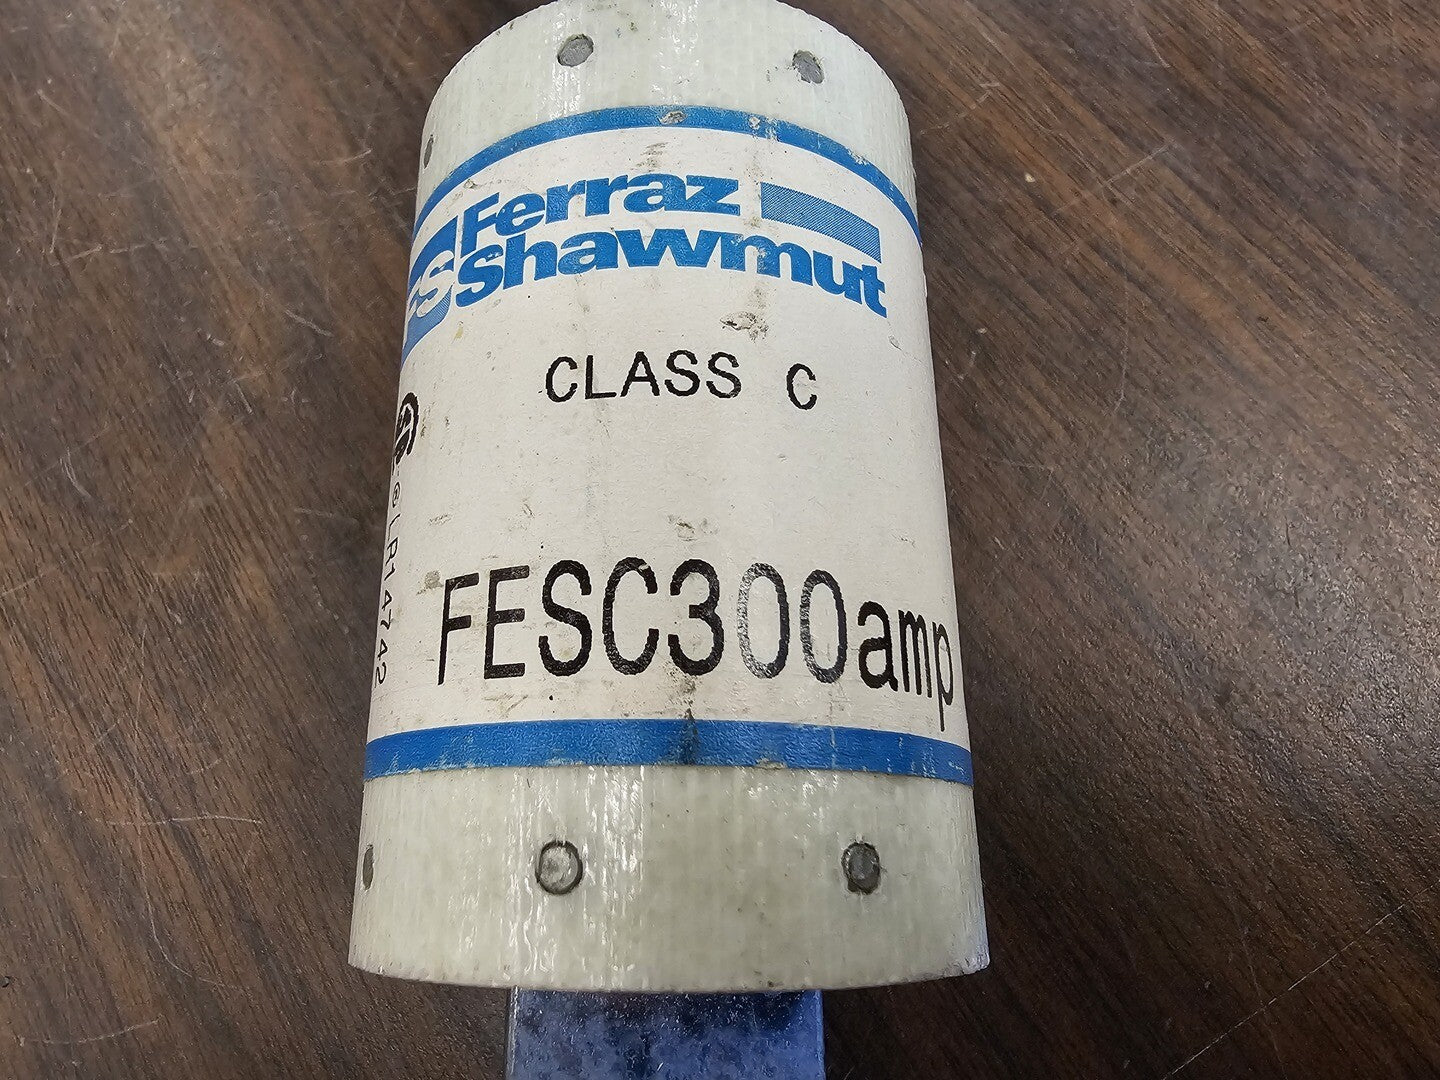 Ferraz
Shawmut
CLASS C
FESC300amp
LR14742